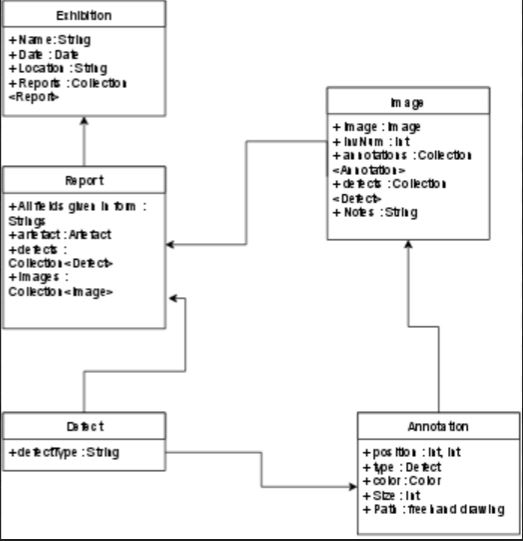 Exhibition
+ Name: String
+ Date : Date
+ Location : String
+ Reports : Collection
<Report>
Image
+ Image : Image
+ InvNum : Int
+ annotations : Collection
<Annotation>
+ defects : Collection
<Defect>
+ Notes : String
Report
+All fields given in form :
Strings
+artefact : Artefact
+defects :
Collection<Defect>
+Images :
Collection<Image>
Defect
+defectType : String
Annotation
+ position : Int, Int
+ type : Defect
+ color : Color
+ Size : Int
+ Path : freehand drawing